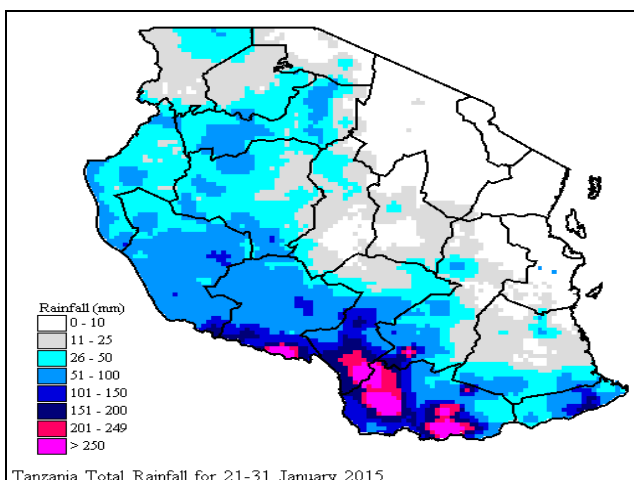 Rainfall (mm)
0 - 10
11 - 25
26 - 50
51 - 100
101 - 150
151 - 200
201 - 249
> 250
Tanzania Total Rainfall for 21-31 January 2015